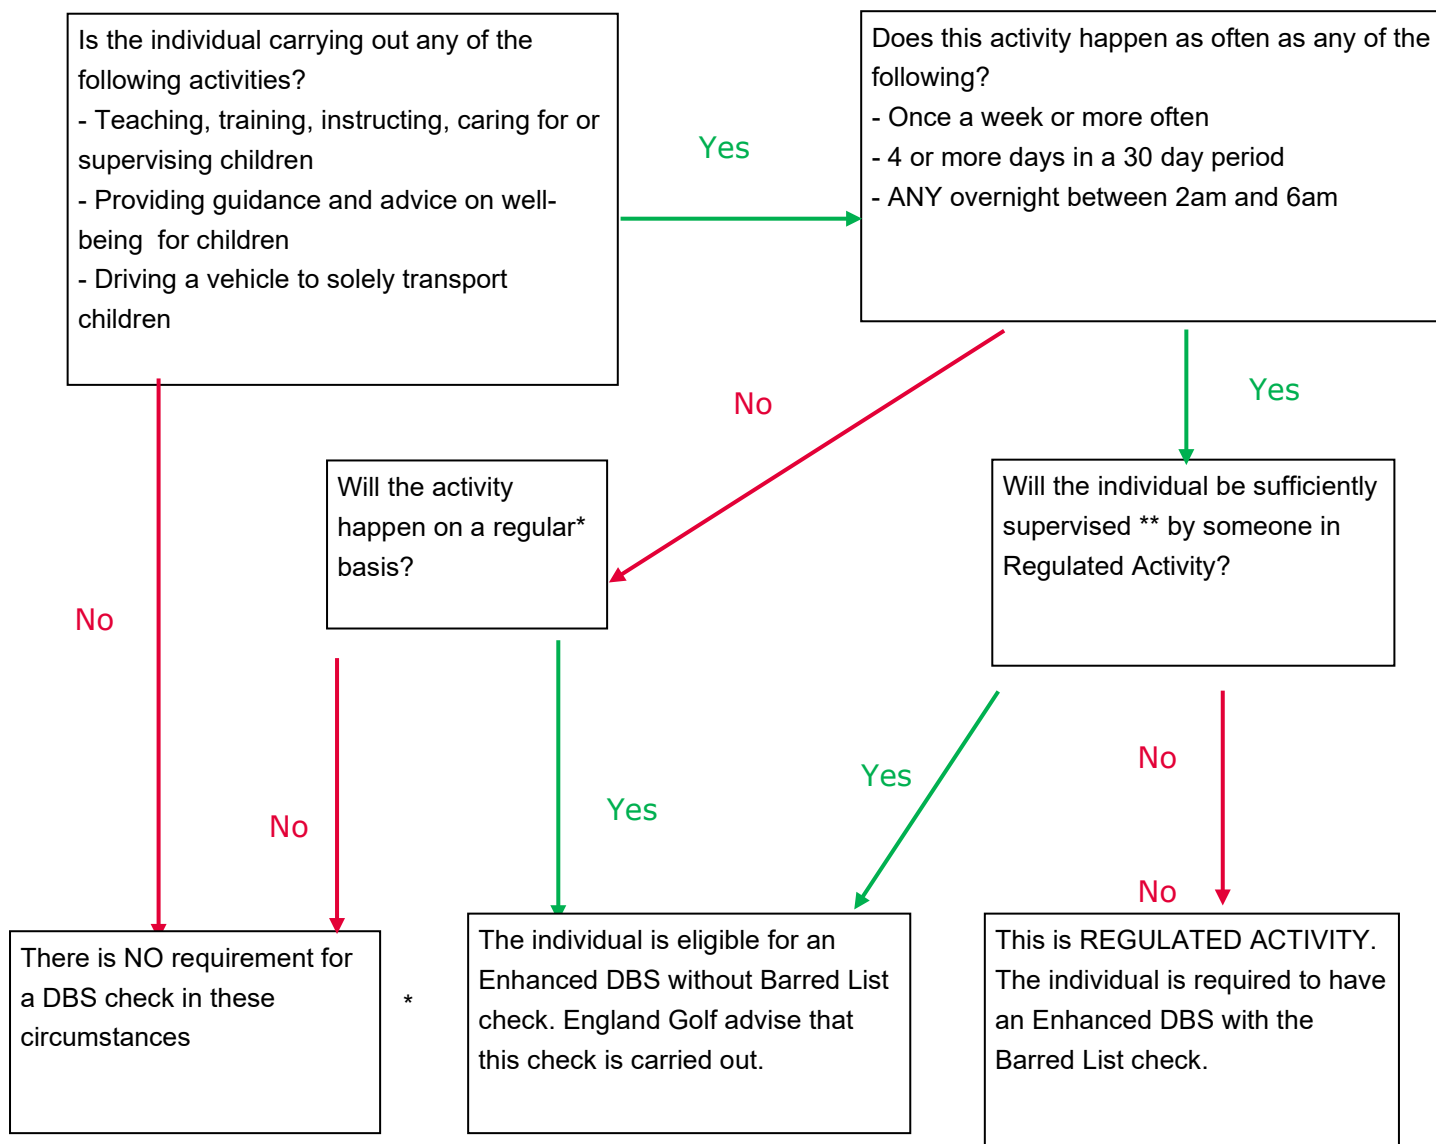 Is the individual carrying out any of the
following activities?
- Teaching, training, instructing, caring for or
supervising children
- Providing guidance and advice on well-
being  for children
- Driving a vehicle to solely transport
children
Yes
Does this activity happen as often as any of the
following?
- Once a week or more often
- 4 or more days in a 30 day period
- ANY overnight between 2am and 6am
No
Yes
Will the activity
happen on a regular*
basis?
Will the individual be sufficiently
supervised ** by someone in
Regulated Activity?
No
No
Yes
Yes
No
No
There is NO requirement for
a DBS check in these
circumstances
*
The individual is eligible for an
Enhanced DBS without Barred List
check. England Golf advise that
this check is carried out.
This is REGULATED ACTIVITY.
The individual is required to have
an Enhanced DBS with the
Barred List check.